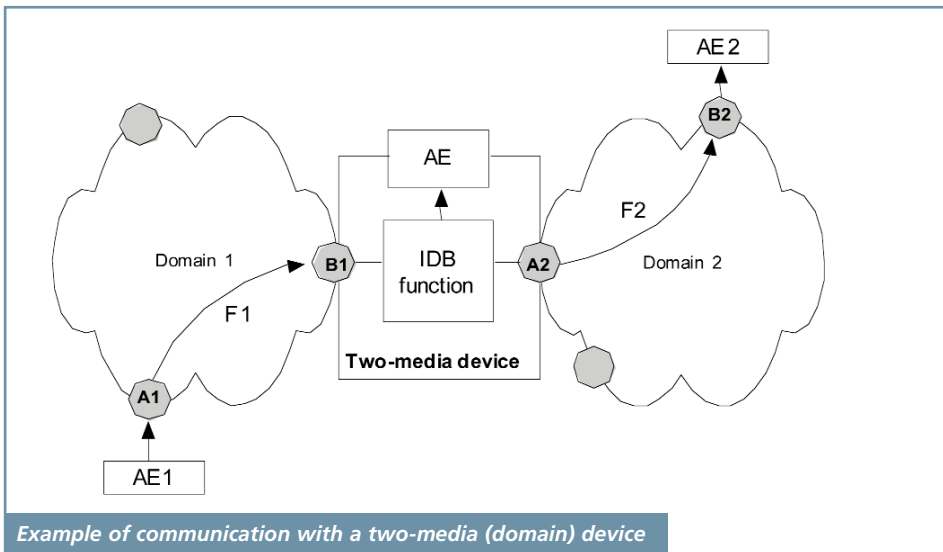 AE 2
B2
AE
F2
Domain 1
B1
IDB
function
A2
Domain 2
F1
Two-media device
A1
AE1
Example of communication with a two-media (domain) device